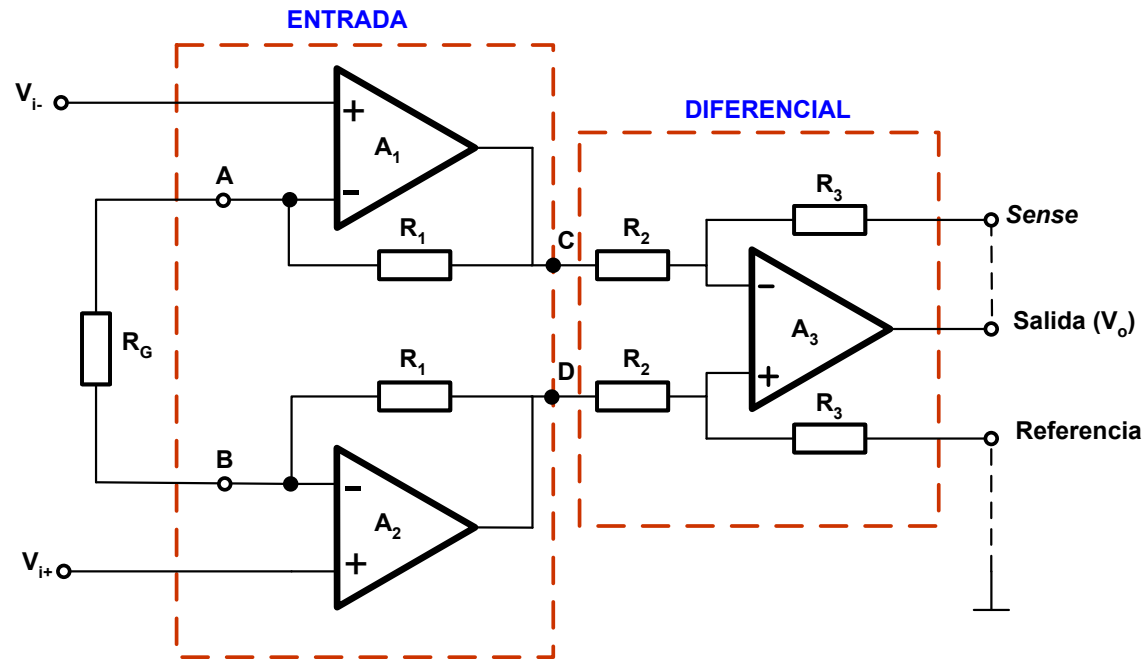 ENTRADA
Vi-
+
A1
-
A
R1
C
RG
R1
D
B
-
A2
+
Vi+
DIFERENCIAL
R3
Sense
R2
-
A3
+
Salida (Vo)
R2
R3
Referencia